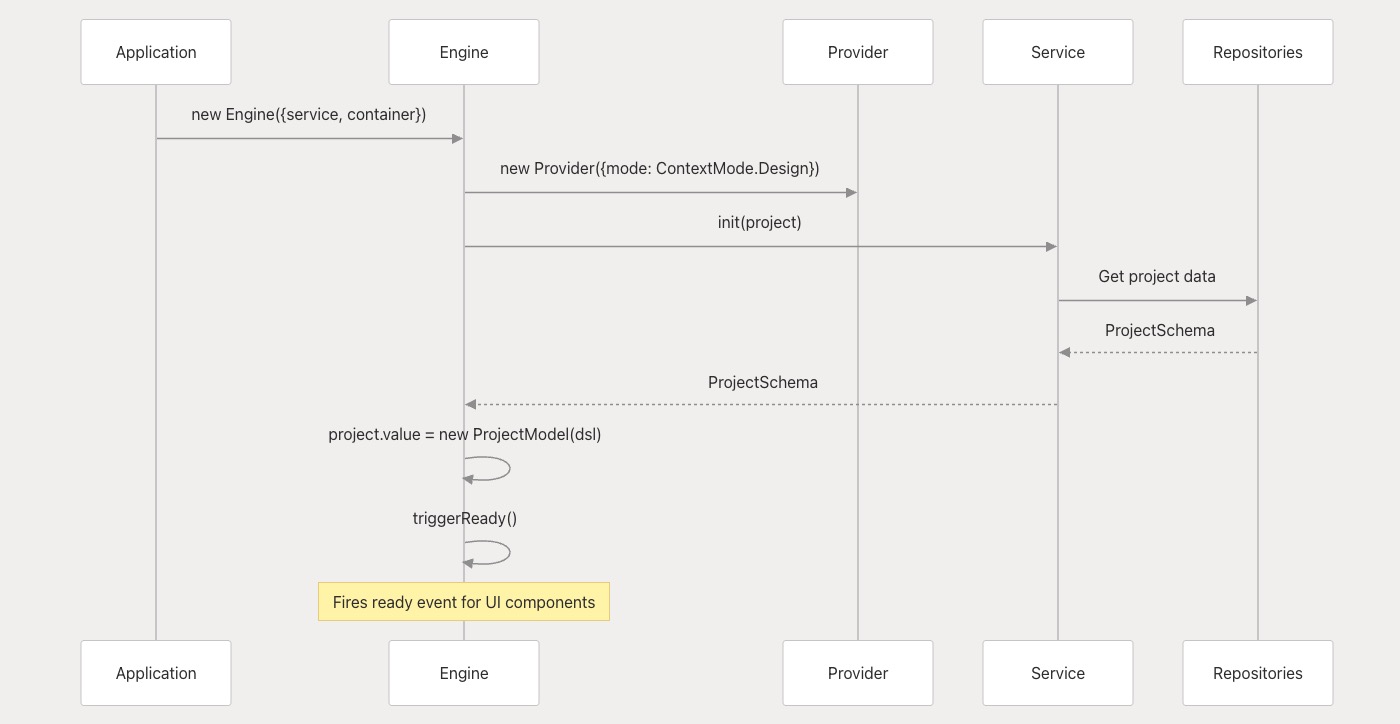 Application
Engine
Provider
Service
Repositories
new Engine({service, container})
new Provider({mode: ContextMode.Design})
init(project)
Get project data
ProjectSchema
ProjectSchema
project.value = new ProjectModel(dsl)
triggerReady()
Fires ready event for UI components
Application
Engine
Provider
Service
Repositories